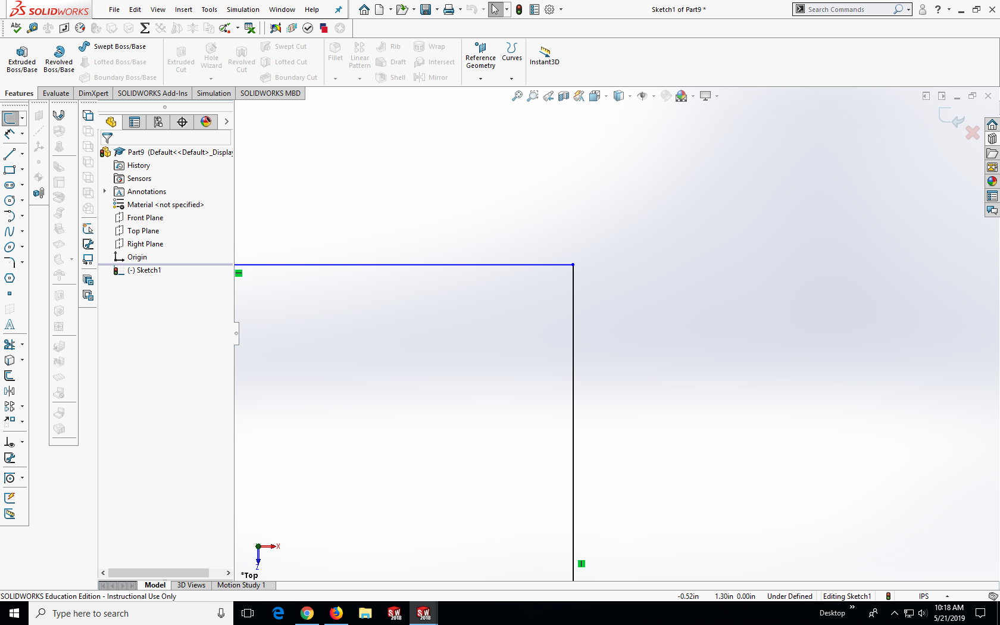 SOLIDWORKS
File Edit View Insert Tools Simulation Window Help
Sketch1 of Part9 *
Search Commands
?
Abc
Extruded Boss/Base
Revolved Boss/Base
Swept Boss/Base
Lofted Boss/Base
Boundary Boss/Base
Extruded Cut
Hole Wizard
Revolved Cut
Swept Cut
Lofted Cut
Boundary Cut
Fillet
Linear Pattern
Rib
Draft
Shell
Wrap
Intersect
Mirror
Reference Geometry
Curves
Instant3D
Features Evaluate DimXpert SOLIDWORKS Add-Ins Simulation SOLIDWORKS MBD
Part9 (Default<<Default>_Display
History
Sensors
Annotations
Material <not specified>
Front Plane
Top Plane
Right Plane
Origin
(-) Sketch1
X
Z
*Top
Model 3D Views Motion Study 1
SOLIDWORKS Education Edition - Instructional Use Only
-0.52in 1.30in 0.00in Under Defined Editing Sketch1 IPS
Type here to search
SW 2018
SW 2018
Desktop
10:18 AM
5/21/2019